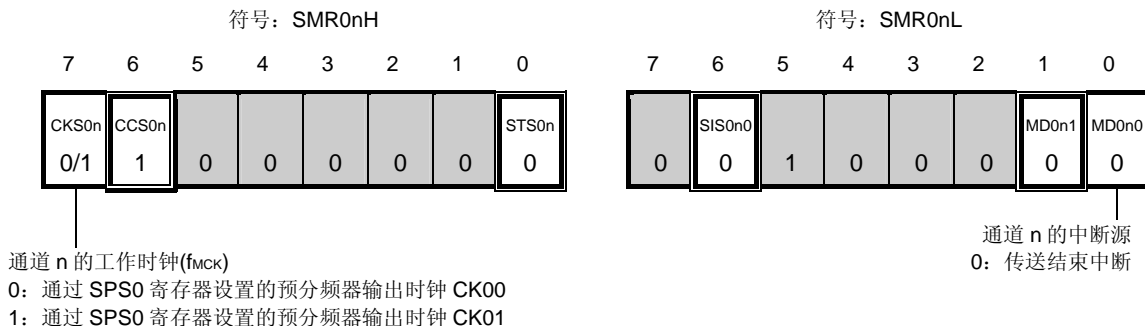 符号：SMR0nH
符号：SMR0nL
7 6 5 4 3 2 1 0
7 6 5 4 3 2 1 0
CKS0n CCS0n STS0n
SIS0n0 MD0n1 MD0n0
0/1 1 0 0 0 0 0 0
0 0 1 0 0 0 0 0
通道 n 的工作时钟(fMCK)
0：通过 SPS0 寄存器设置的预分频器输出时钟 CK00
1：通过 SPS0 寄存器设置的预分频器输出时钟 CK01
通道 n 的中断源
0：传送结束中断